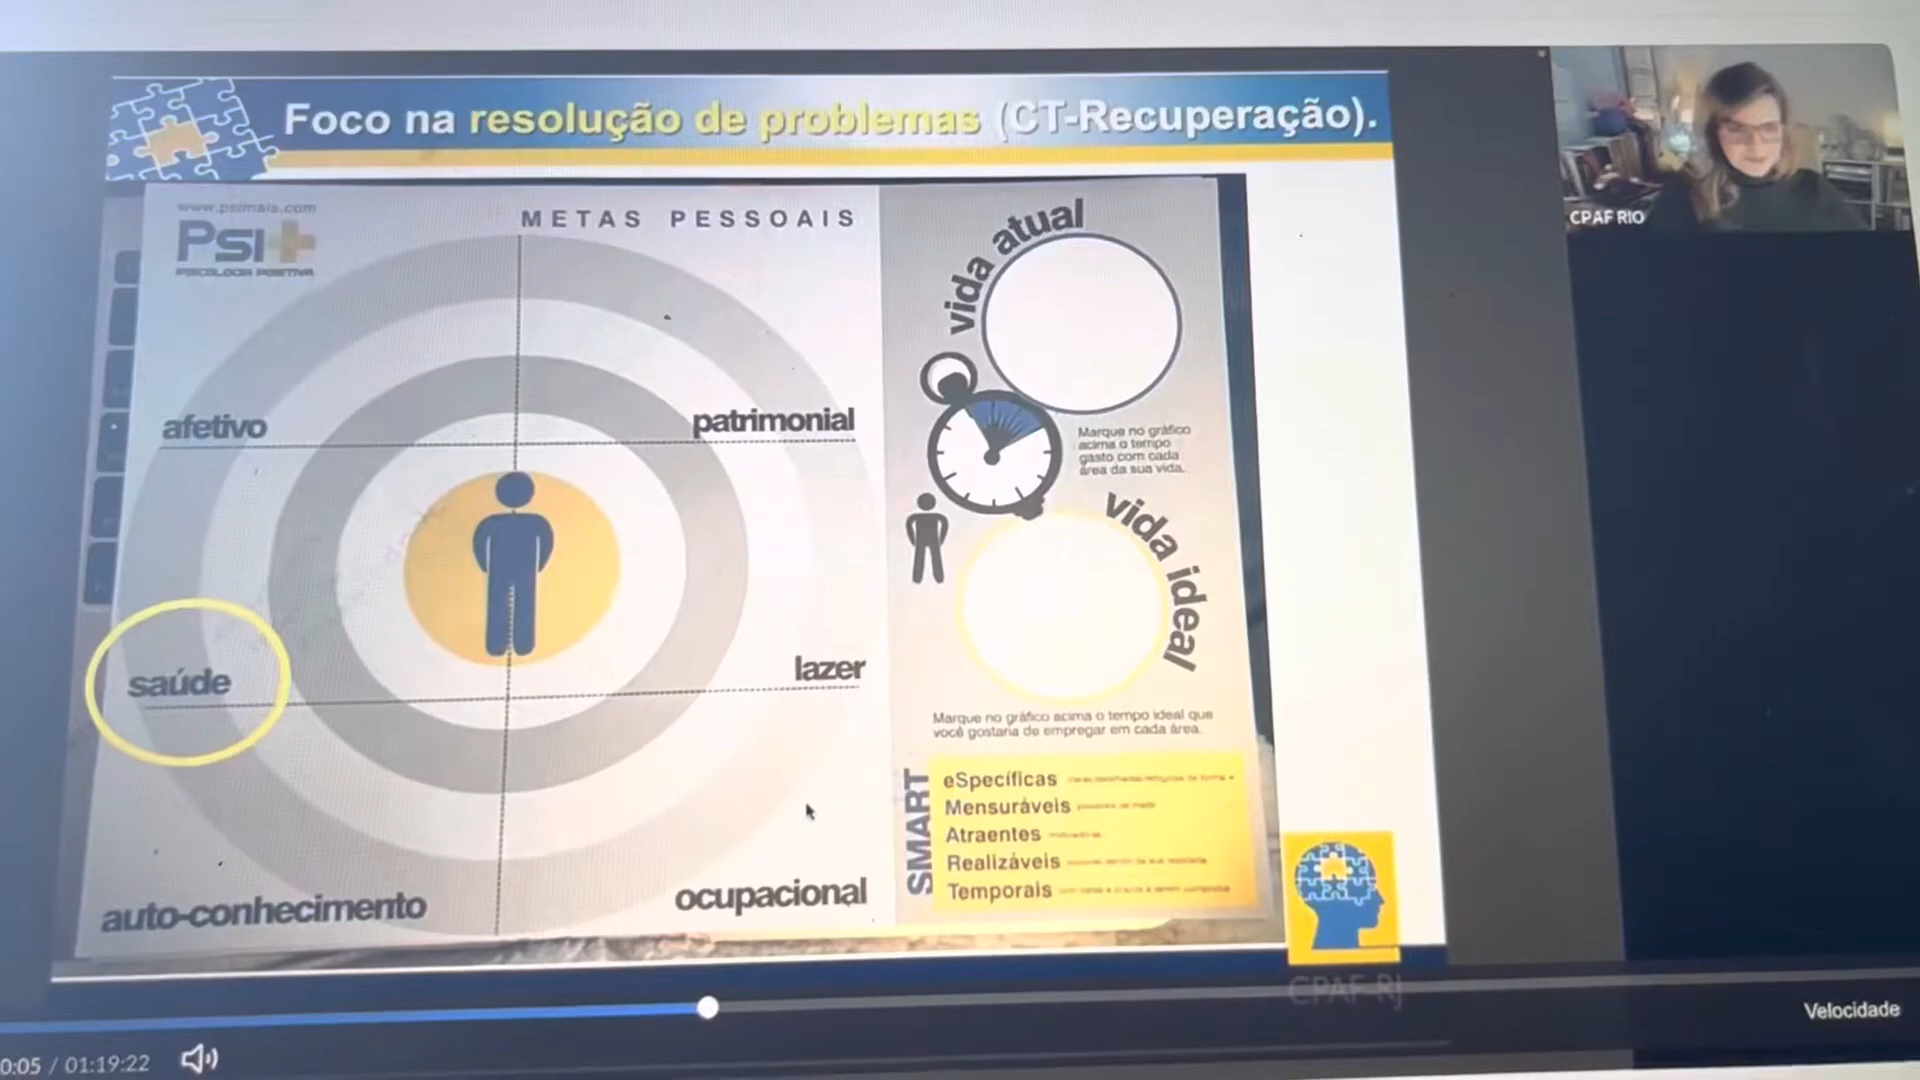 Foco na resolução de problemas (CT-Recuperação).
CPAF RIO
www.psimais.com
PSI+
PSICOLOGIA POSITIVA
METAS PESSOAIS
afetivo
patrimonial
saúde
lazer
auto-conhecimento
ocupacional
vida atual
Marque no gráfico
acima o tempo
gasto com cada
área da sua vida.
vida ideal
Marque no gráfico acima o tempo ideal que
você gostaria de empregar em cada área.
SMART
eSpecíficas
Mensuráveis
Atraentes
Realizáveis
Temporais
CPAF-RJ
Velocidade
0:05 / 01:19:22